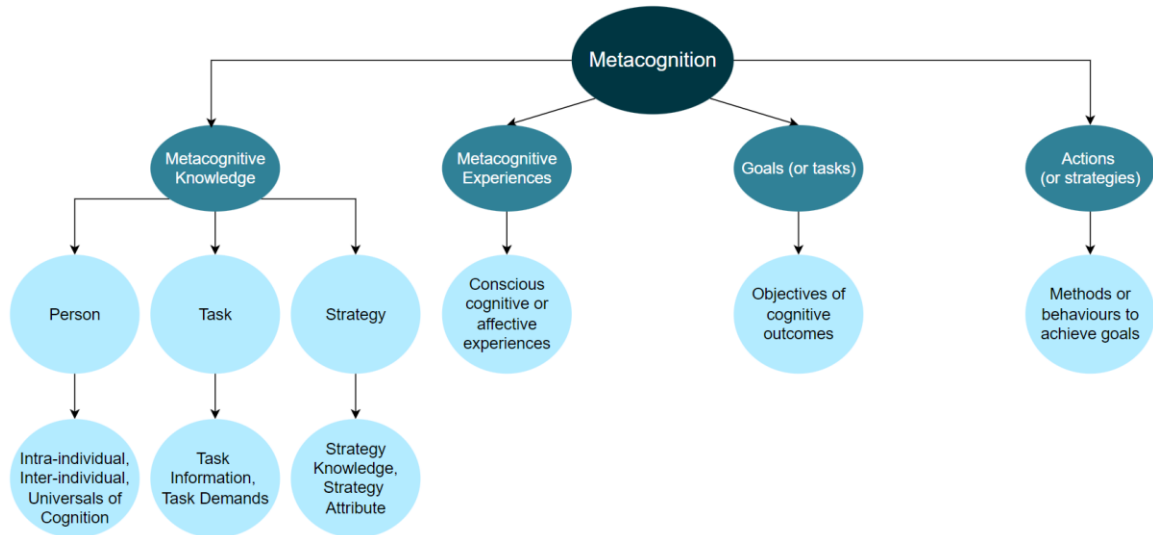 Metacognition
Metacognitive
Knowledge
Metacognitive
Experiences
Goals (or tasks)
Actions
(or strategies)
Person
Task
Strategy
Conscious
cognitive or
affective
experiences
Objectives of
cognitive
outcomes
Methods or
behaviours to
achieve goals
Intra-individual,
Inter-individual,
Universals of
Cognition
Task
Information,
Task Demands
Strategy
Knowledge,
Strategy
Attribute